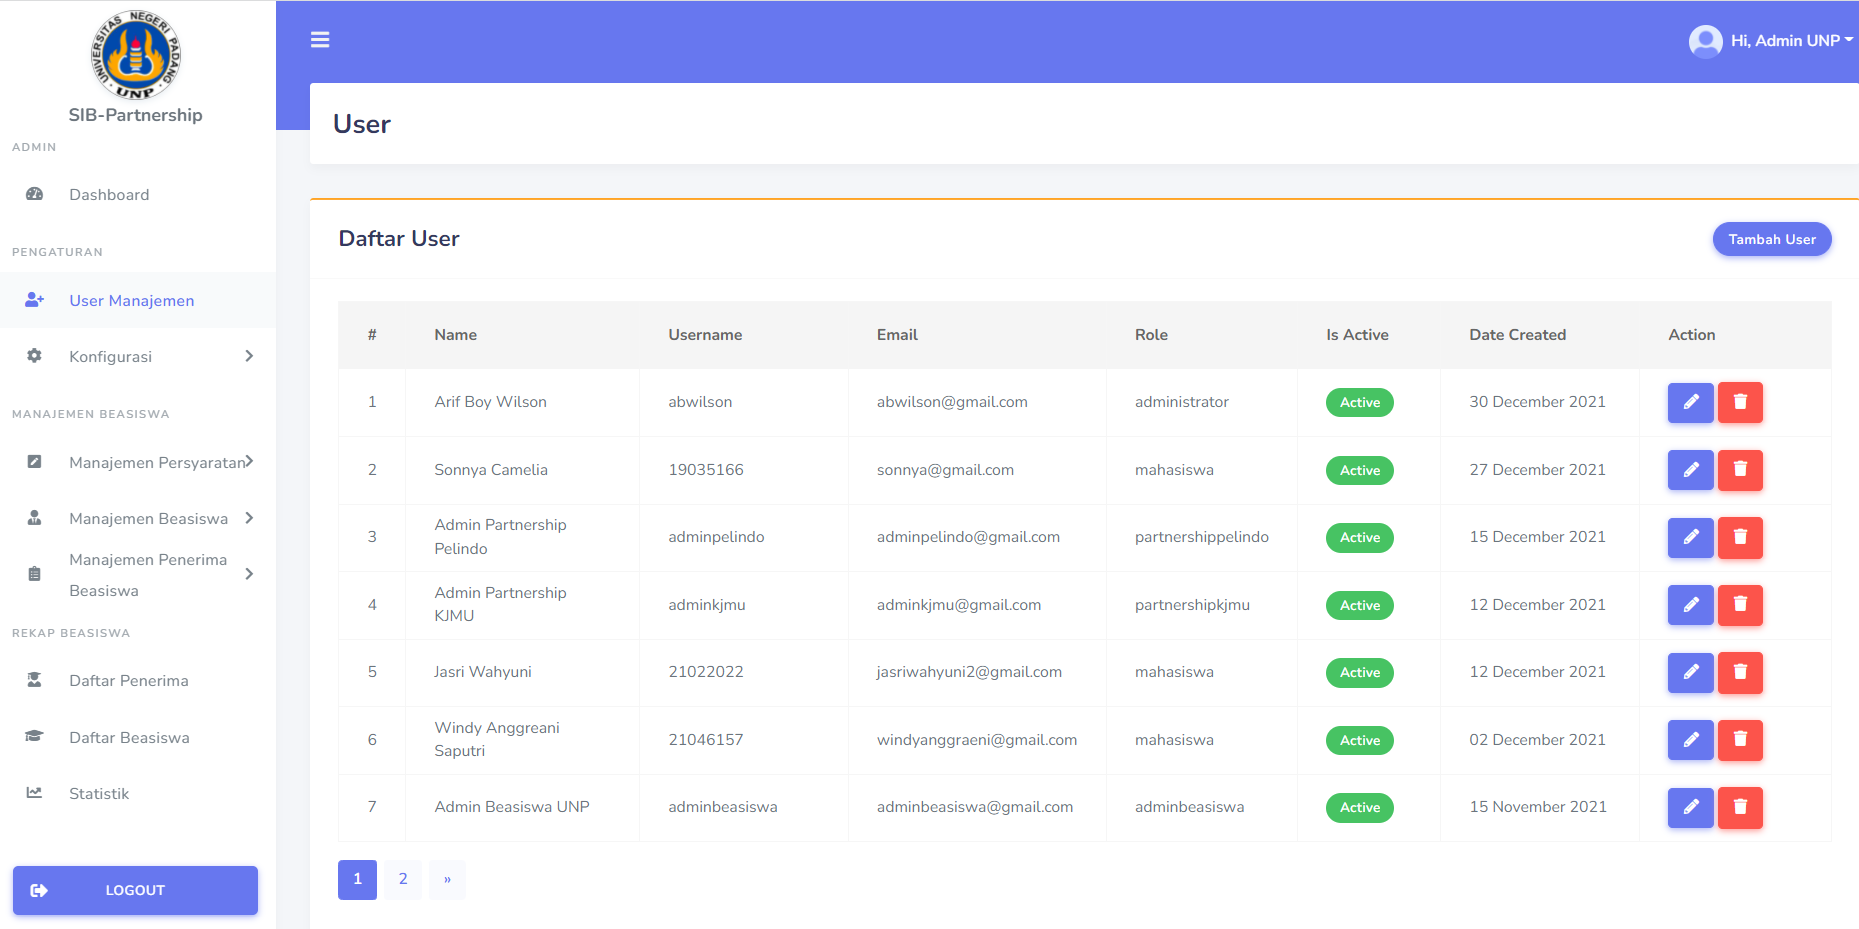 UNIVERSITAS NEGERI PADANG
UNP
SIB-Partnership
ADMIN
Dashboard
PENGATURAN
User Manajemen
Konfigurasi
MANAJEMEN BEASISWA
Manajemen Persyaratan
Manajemen Beasiswa
Manajemen Penerima
Beasiswa
REKAP BEASISWA
Daftar Penerima
Daftar Beasiswa
Statistik
LOGOUT
Hi, Admin UNP
User
Daftar User
Tambah User
# Name Username Email Role Is Active Date Created Action
1 Arif Boy Wilson abwilson abwilson@gmail.com administrator Active 30 December 2021
2 Sonnya Camelia 19035166 sonnya@gmail.com mahasiswa Active 27 December 2021
3 Admin Partnership
Pelindo adminpelindo adminpelindo@gmail.com partnershippelindo Active 15 December 2021
4 Admin Partnership
KJMU adminkjmu adminkjmu@gmail.com partnershipkjmu Active 12 December 2021
5 Jasri Wahyuni 21022022 jasriwahyuni2@gmail.com mahasiswa Active 12 December 2021
6 Windy Anggreani
Saputri 21046157 windyanggraeni@gmail.com mahasiswa Active 02 December 2021
7 Admin Beasiswa UNP adminbeasiswa adminbeasiswa@gmail.com adminbeasiswa Active 15 November 2021
1 2 »